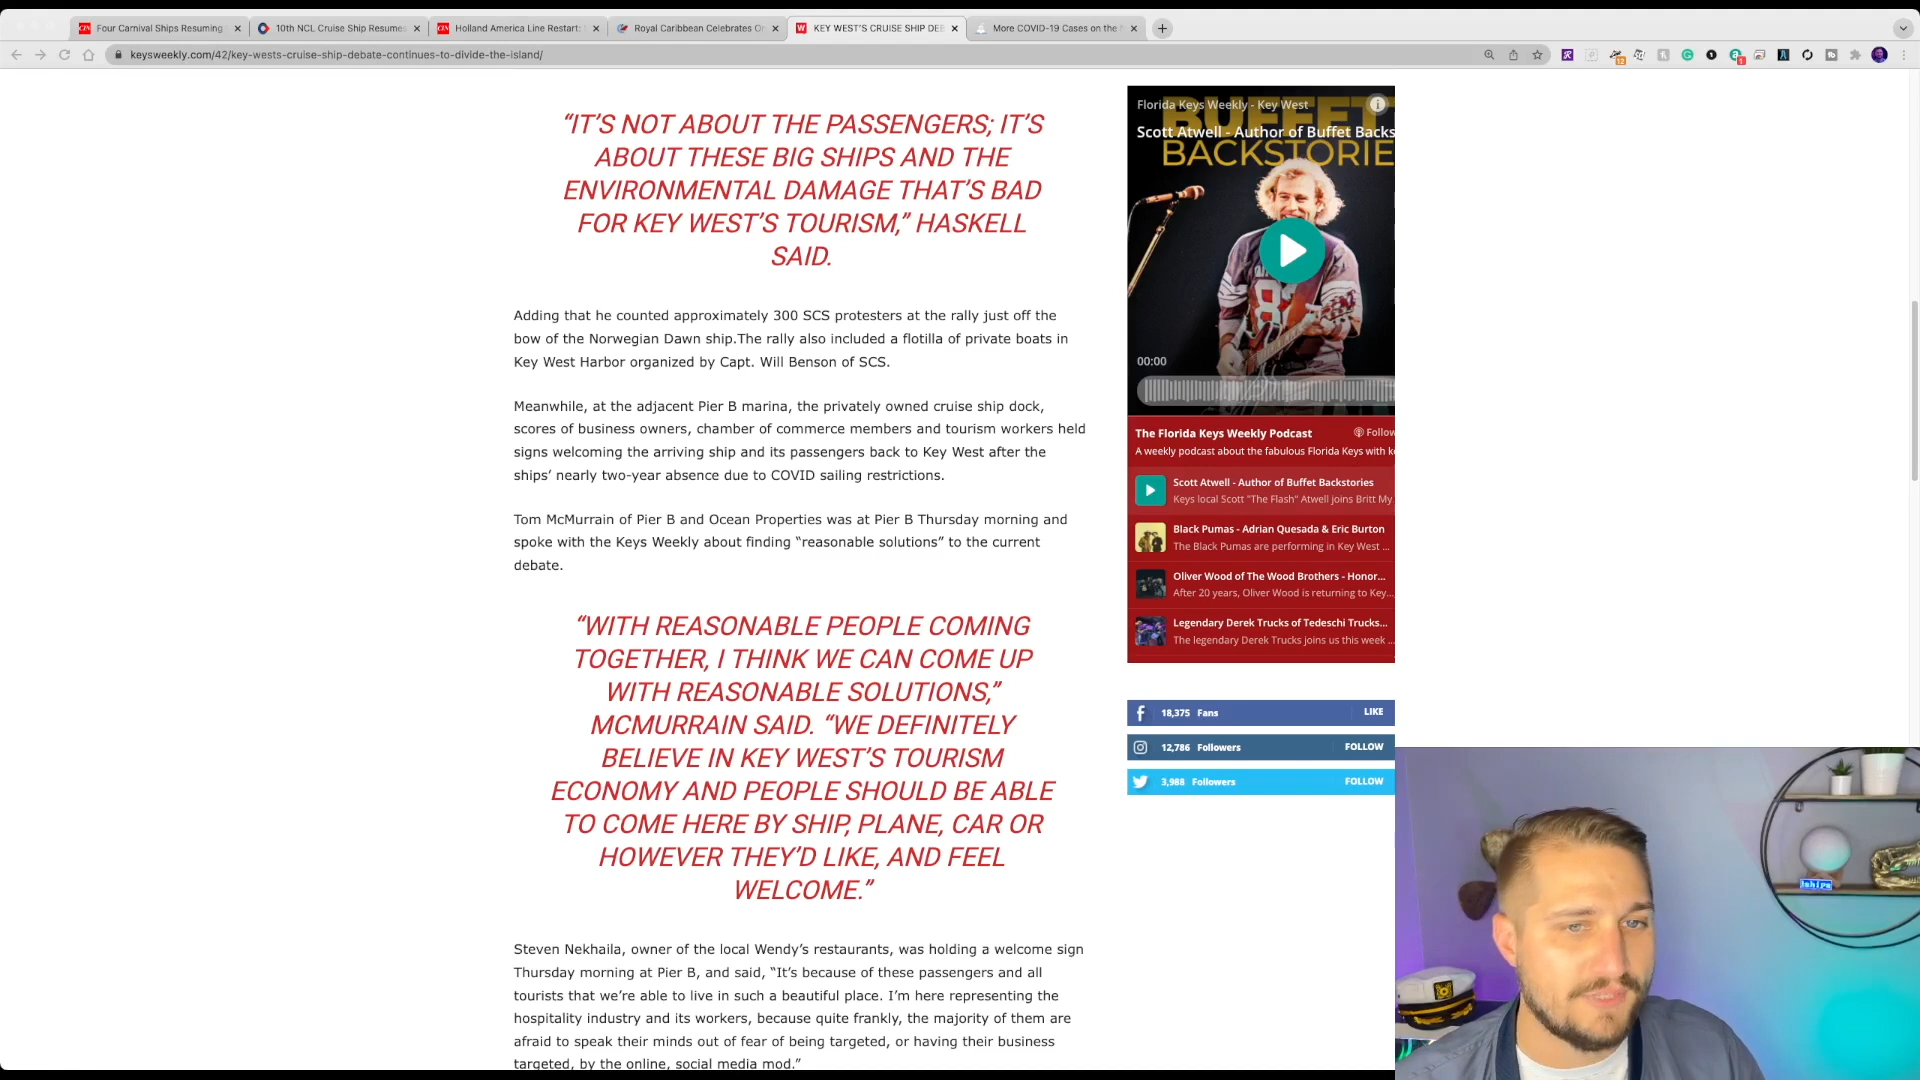 Four Carnival Ships Resuming
10th NCL Cruise Ship Resumes
Holland America Line Restart:
Royal Caribbean Celebrates On
KEY WEST'S CRUISE SHIP DEB
More COVID-19 Cases on the
keysweekly.com/42/key-wests-cruise-ship-debate-continues-to-divide-the-island/
“IT’S NOT ABOUT THE PASSENGERS; IT’S
ABOUT THESE BIG SHIPS AND THE
ENVIRONMENTAL DAMAGE THAT’S BAD
FOR KEY WEST’S TOURISM,” HASKELL
SAID.
Adding that he counted approximately 300 SCS protesters at the rally just off the
bow of the Norwegian Dawn ship.The rally also included a flotilla of private boats in
Key West Harbor organized by Capt. Will Benson of SCS.
Meanwhile, at the adjacent Pier B marina, the privately owned cruise ship dock,
scores of business owners, chamber of commerce members and tourism workers held
signs welcoming the arriving ship and its passengers back to Key West after the
ships’ nearly two-year absence due to COVID sailing restrictions.
Tom McMurrain of Pier B and Ocean Properties was at Pier B Thursday morning and
spoke with the Keys Weekly about finding “reasonable solutions” to the current
debate.
“WITH REASONABLE PEOPLE COMING
TOGETHER, I THINK WE CAN COME UP
WITH REASONABLE SOLUTIONS,”
MCMURRAIN SAID. “WE DEFINITELY
BELIEVE IN KEY WEST’S TOURISM
ECONOMY AND PEOPLE SHOULD BE ABLE
TO COME HERE BY SHIP, PLANE, CAR OR
HOWEVER THEY’D LIKE, AND FEEL
WELCOME.”
Steven Nekhaila, owner of the local Wendy’s restaurants, was holding a welcome sign
Thursday morning at Pier B, and said, “It’s because of these passengers and all
tourists that we’re able to live in such a beautiful place. I’m here representing the
hospitality industry and its workers, because quite frankly, the majority of them are
afraid to speak their minds out of fear of being targeted, or having their business
targeted, by the online, social media mod.”
BUFFET
BACKSTORIE
Florida Keys Weekly - Key West
Scott Atwell - Author of Buffet Backs
00:00
The Florida Keys Weekly Podcast
Follow
A weekly podcast about the fabulous Florida Keys with k
Scott Atwell - Author of Buffet Backstories
Keys local Scott "The Flash" Atwell joins Britt My
Black Pumas - Adrian Quesada & Eric Burton
The Black Pumas are performing in Key West ...
Oliver Wood of The Wood Brothers - Honor...
After 20 years, Oliver Wood is returning to Key...
Legendary Derek Trucks of Tedeschi Trucks...
The legendary Derek Trucks joins us this week ...
18,375 Fans LIKE
12,786 Followers FOLLOW
3,988 Followers FOLLOW